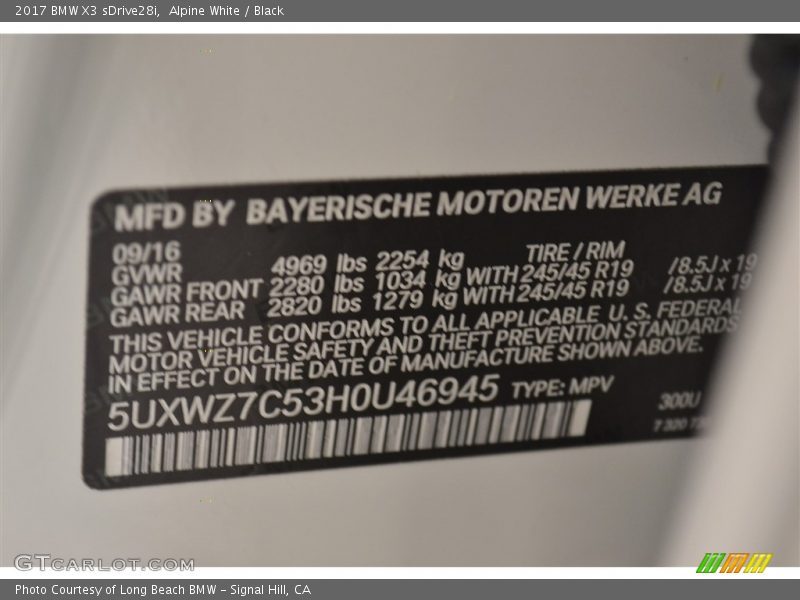 2017 BMW X3 sDrive28i,  Alpine White / Black
MFD BY BAYERISCHE MOTOREN WERKE AG
09/16 TIRE / RIM
GVWR 4969 lbs 2254 kg
GAWR FRONT 2280 lbs 1034 kg WITH 245/45 R19 /8.5J x 19
GAWR REAR 2820 lbs 1279 kg WITH 245/45 R19 /8.5J x 19
THIS VEHICLE CONFORMS TO ALL APPLICABLE U. S. FEDERAL
MOTOR VEHICLE SAFETY AND THEFT PREVENTION STANDARDS
IN EFFECT ON THE DATE OF MANUFACTURE SHOWN ABOVE.
5UXWZ7C53H0U46945 TYPE: MPV 300U
7 320
GTCARLOT.COM
Photo Courtesy of Long Beach BMW – Signal Hill, CA